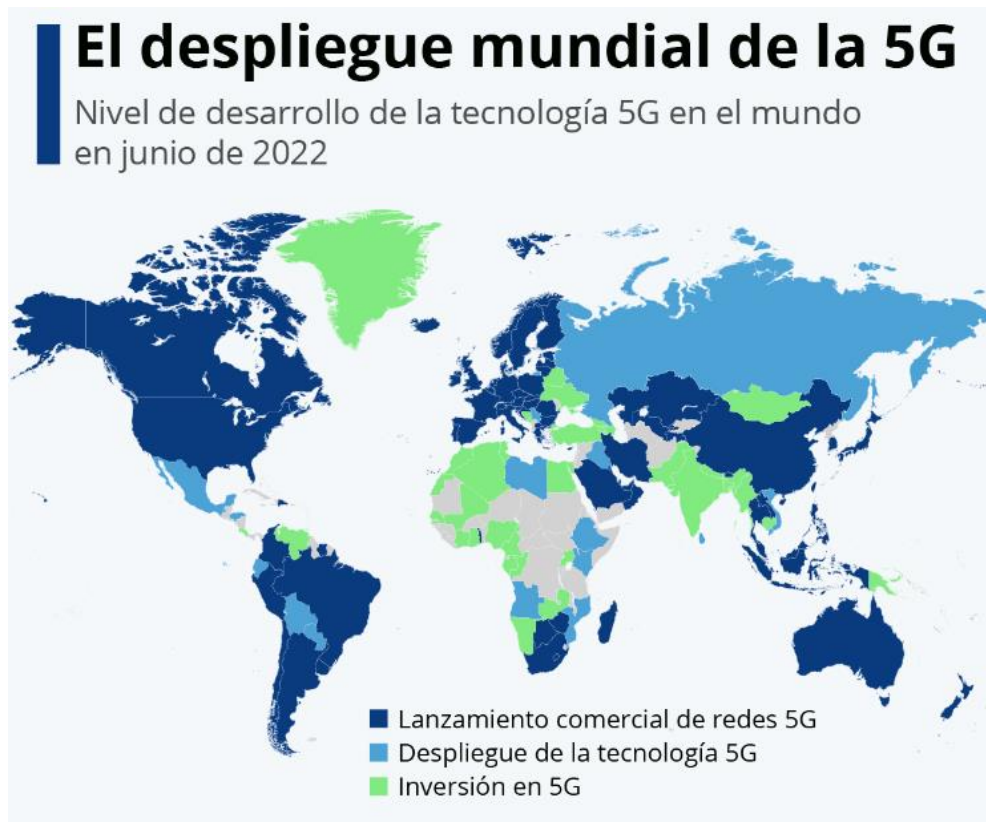 El despliegue mundial de la 5G
Nivel de desarrollo de la tecnología 5G en el mundo
en junio de 2022
Lanzamiento comercial de redes 5G
Despliegue de la tecnología 5G
Inversión en 5G